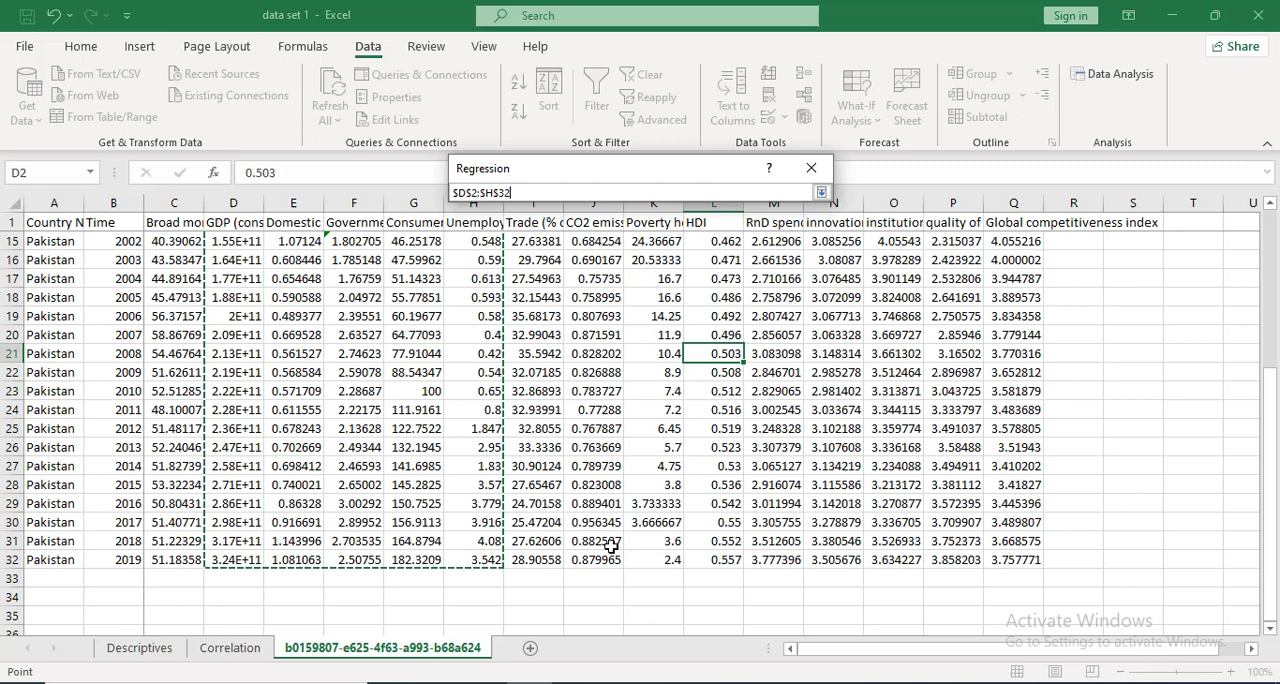 data set 1 - Excel
Search
Sign in
File Home Insert Page Layout Formulas Data Review View Help
Share
Get Data
From Text/CSV
From Web
From Table/Range
Recent Sources
Existing Connections
Get & Transform Data
Refresh All
Queries & Connections
Properties
Edit Links
Queries & Connections
Sort
Filter
Clear
Reapply
Advanced
Sort & Filter
Text to Columns
Data Tools
What-If Analysis
Forecast Sheet
Forecast
Group
Ungroup
Subtotal
Outline
Data Analysis
Analysis
Regression ?
$D$2:$H$32
D2 fx 0.503
A B C D E F G H I J K L M N O P Q R S T U
1 Country N Time Broad mo GDP (cons Domestic Governme Consumer Unemploy Trade (% o CO2 emiss Poverty he HDI RnD spend innovation institution quality of Global competitiveness index
15 Pakistan 2002 40.39062 1.55E+11 1.07124 1.802705 46.25178 0.548 27.63381 0.684254 24.36667 0.462 2.612906 3.085256 4.05543 2.315037 4.055216
16 Pakistan 2003 43.58347 1.64E+11 0.608446 1.785148 47.59962 0.59 29.7964 0.690167 20.53333 0.471 2.661536 3.08087 3.978289 2.423922 4.000002
17 Pakistan 2004 44.89164 1.77E+11 0.654648 1.76759 51.14323 0.613 27.54963 0.75735 16.7 0.473 2.710166 3.076485 3.901149 2.532806 3.944787
18 Pakistan 2005 45.47913 1.88E+11 0.590588 2.04972 55.77851 0.593 32.15443 0.758995 16.6 0.486 2.758796 3.072099 3.824008 2.641691 3.889573
19 Pakistan 2006 56.37157 2E+11 0.489377 2.39551 60.19677 0.58 35.68173 0.807693 14.25 0.492 2.807427 3.067713 3.746868 2.750575 3.834358
20 Pakistan 2007 58.86769 2.09E+11 0.669528 2.63527 64.77093 0.4 32.99043 0.871591 11.9 0.496 2.856057 3.063328 3.669727 2.85946 3.779144
21 Pakistan 2008 54.46764 2.13E+11 0.561527 2.74623 77.91044 0.42 35.5942 0.828202 10.4 0.503 3.083098 3.148314 3.661302 3.16502 3.770316
22 Pakistan 2009 51.62611 2.19E+11 0.568584 2.59078 88.54347 0.54 32.07185 0.826888 8.9 0.508 2.846701 2.985278 3.512464 2.896987 3.652812
23 Pakistan 2010 52.51285 2.22E+11 0.571709 2.28687 100 0.65 32.86893 0.783727 7.4 0.512 2.829065 2.981402 3.313871 3.043725 3.581879
24 Pakistan 2011 48.10007 2.28E+11 0.611555 2.22175 111.9161 0.8 32.93991 0.77288 7.2 0.516 3.002545 3.033674 3.344115 3.333797 3.483689
25 Pakistan 2012 51.48117 2.36E+11 0.678243 2.13628 122.7522 1.847 32.8055 0.767887 6.45 0.519 3.248328 3.102188 3.359774 3.491037 3.578805
26 Pakistan 2013 52.24046 2.47E+11 0.702669 2.49344 132.1945 2.95 33.3336 0.763669 5.7 0.523 3.307379 3.107608 3.336168 3.58488 3.51943
27 Pakistan 2014 51.82739 2.58E+11 0.698412 2.46593 141.6985 1.83 30.90124 0.789739 4.75 0.53 3.065127 3.134219 3.234088 3.494911 3.410202
28 Pakistan 2015 53.32234 2.71E+11 0.740021 2.65002 145.2825 3.57 27.65467 0.823008 3.8 0.536 2.916074 3.115586 3.213172 3.381112 3.41827
29 Pakistan 2016 50.80431 2.86E+11 0.86328 3.00292 150.7525 3.779 24.70158 0.889401 3.733333 0.542 3.011994 3.142018 3.270877 3.572395 3.445396
30 Pakistan 2017 51.40771 2.98E+11 0.916691 2.89952 156.9113 3.916 25.47204 0.956345 3.666667 0.55 3.305755 3.278879 3.336705 3.709907 3.489807
31 Pakistan 2018 51.22329 3.17E+11 1.143996 2.703535 164.8794 4.08 27.62606 3.6 0.552 3.512605 3.380546 3.526933 3.752373 3.668575
32 Pakistan 2019 51.18358 3.24E+11 1.081063 2.50755 182.3209 3.542 28.90558 0.879965 2.4 0.557 3.777396 3.505676 3.634227 3.858203 3.757771
33
34
35
36
Activate Windows
Go to Settings to activate Windows.
Descriptives Correlation b0159807-e625-4f63-a993-b68a624
Point 100%